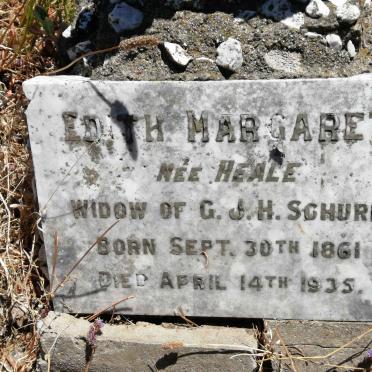 EDITH MARGARET
NÉE HEALE
WIDOW OF G. J. H. SCHUR
BORN SEPT. 30TH 1861
DIED APRIL 14TH 1935.